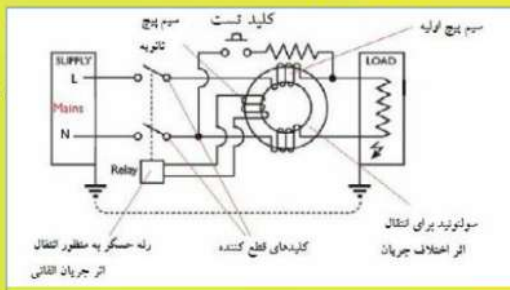 کلید تست
سیم پیچ
ثانویه
سیم پیچ اولیه
SUPPLY
LOAD
L
Mains
N
Relay
رله حسگر به منظور انتقال
اثر جریان القائی
کلیدهای قطع کننده
سولنوئید برای انتقال
اثر اختلاف جریان